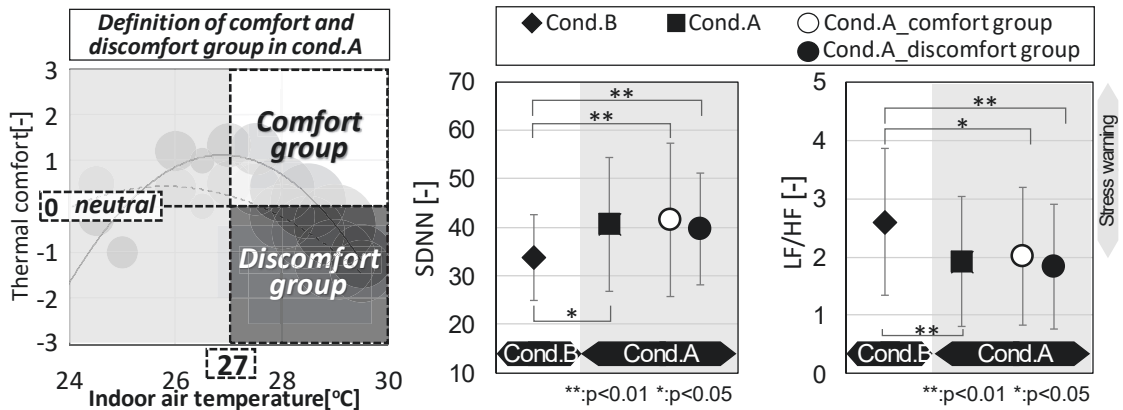 Definition of comfort and
discomfort group in cond.A
Thermal comfort[-]
3
2
1
0 neutral
-1
-2
-3
Comfort
group
Discomfort
group
27
24 26 28 30
Indoor air temperature[°C]
◆ Cond.B ■ Cond.A ○ Cond.A_comfort group
● Cond.A_discomfort group
SDNN [-]
70
60
50
40
30
20
10
**
**
*
Cond.B Cond.A
**:p<0.01 *:p<0.05
LF/HF [-]
5
4
3
2
1
0
**
*
**
Cond.B Cond.A
**:p<0.01 *:p<0.05
Stress warning